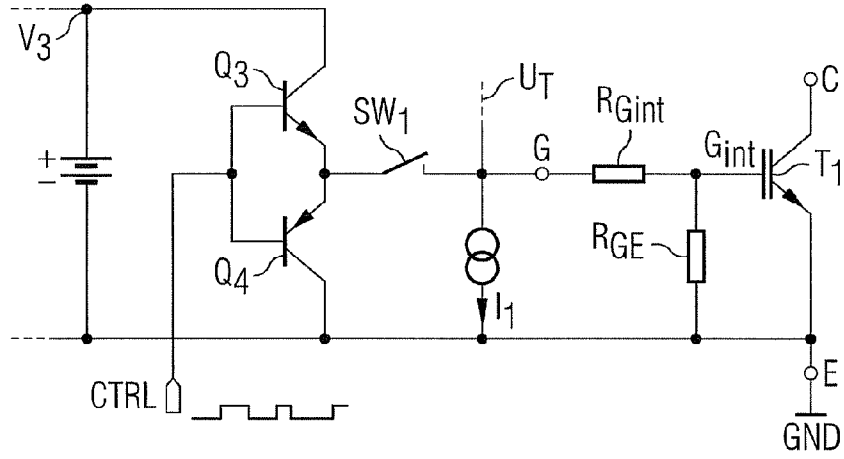 V3
Q3
SW1
UT
G
RGint
Gint
C
T1
+
−
Q4
I1
RGE
CTRL
E
GND